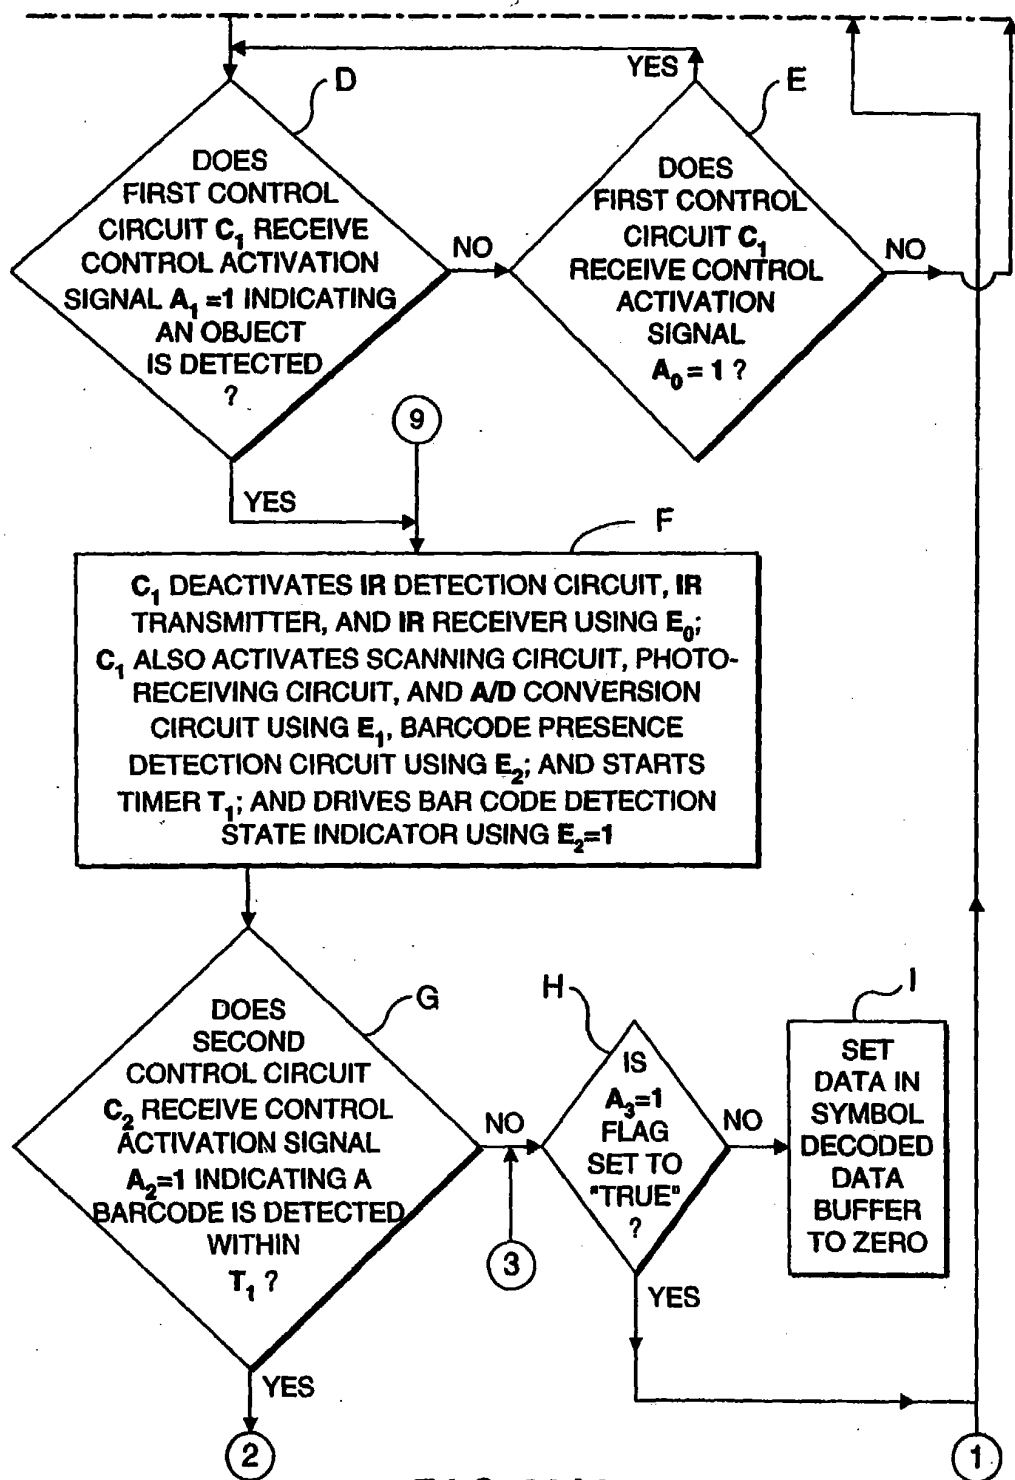 YES
D
E
DOES
FIRST CONTROL
CIRCUIT C₁ RECEIVE
CONTROL ACTIVATION
SIGNAL A₁ =1 INDICATING
AN OBJECT
IS DETECTED
?
NO
DOES
FIRST CONTROL
CIRCUIT C₁
RECEIVE CONTROL
ACTIVATION
SIGNAL
A₀ = 1 ?
NO
9
YES
F
C₁ DEACTIVATES IR DETECTION CIRCUIT, IR
TRANSMITTER, AND IR RECEIVER USING E₀;
C₁ ALSO ACTIVATES SCANNING CIRCUIT, PHOTO-
RECEIVING CIRCUIT, AND A/D CONVERSION
CIRCUIT USING E₁, BARCODE PRESENCE
DETECTION CIRCUIT USING E₂; AND STARTS
TIMER T₁; AND DRIVES BAR CODE DETECTION
STATE INDICATOR USING E₂=1
G
H
I
DOES
SECOND
CONTROL CIRCUIT
C₂ RECEIVE CONTROL
ACTIVATION SIGNAL
A₂=1 INDICATING A
BARCODE IS DETECTED
WITHIN
T₁ ?
NO
3
IS
A₃=1
FLAG
SET TO
"TRUE"
?
NO
SET
DATA IN
SYMBOL
DECODED
DATA
BUFFER
TO ZERO
YES
YES
2
1